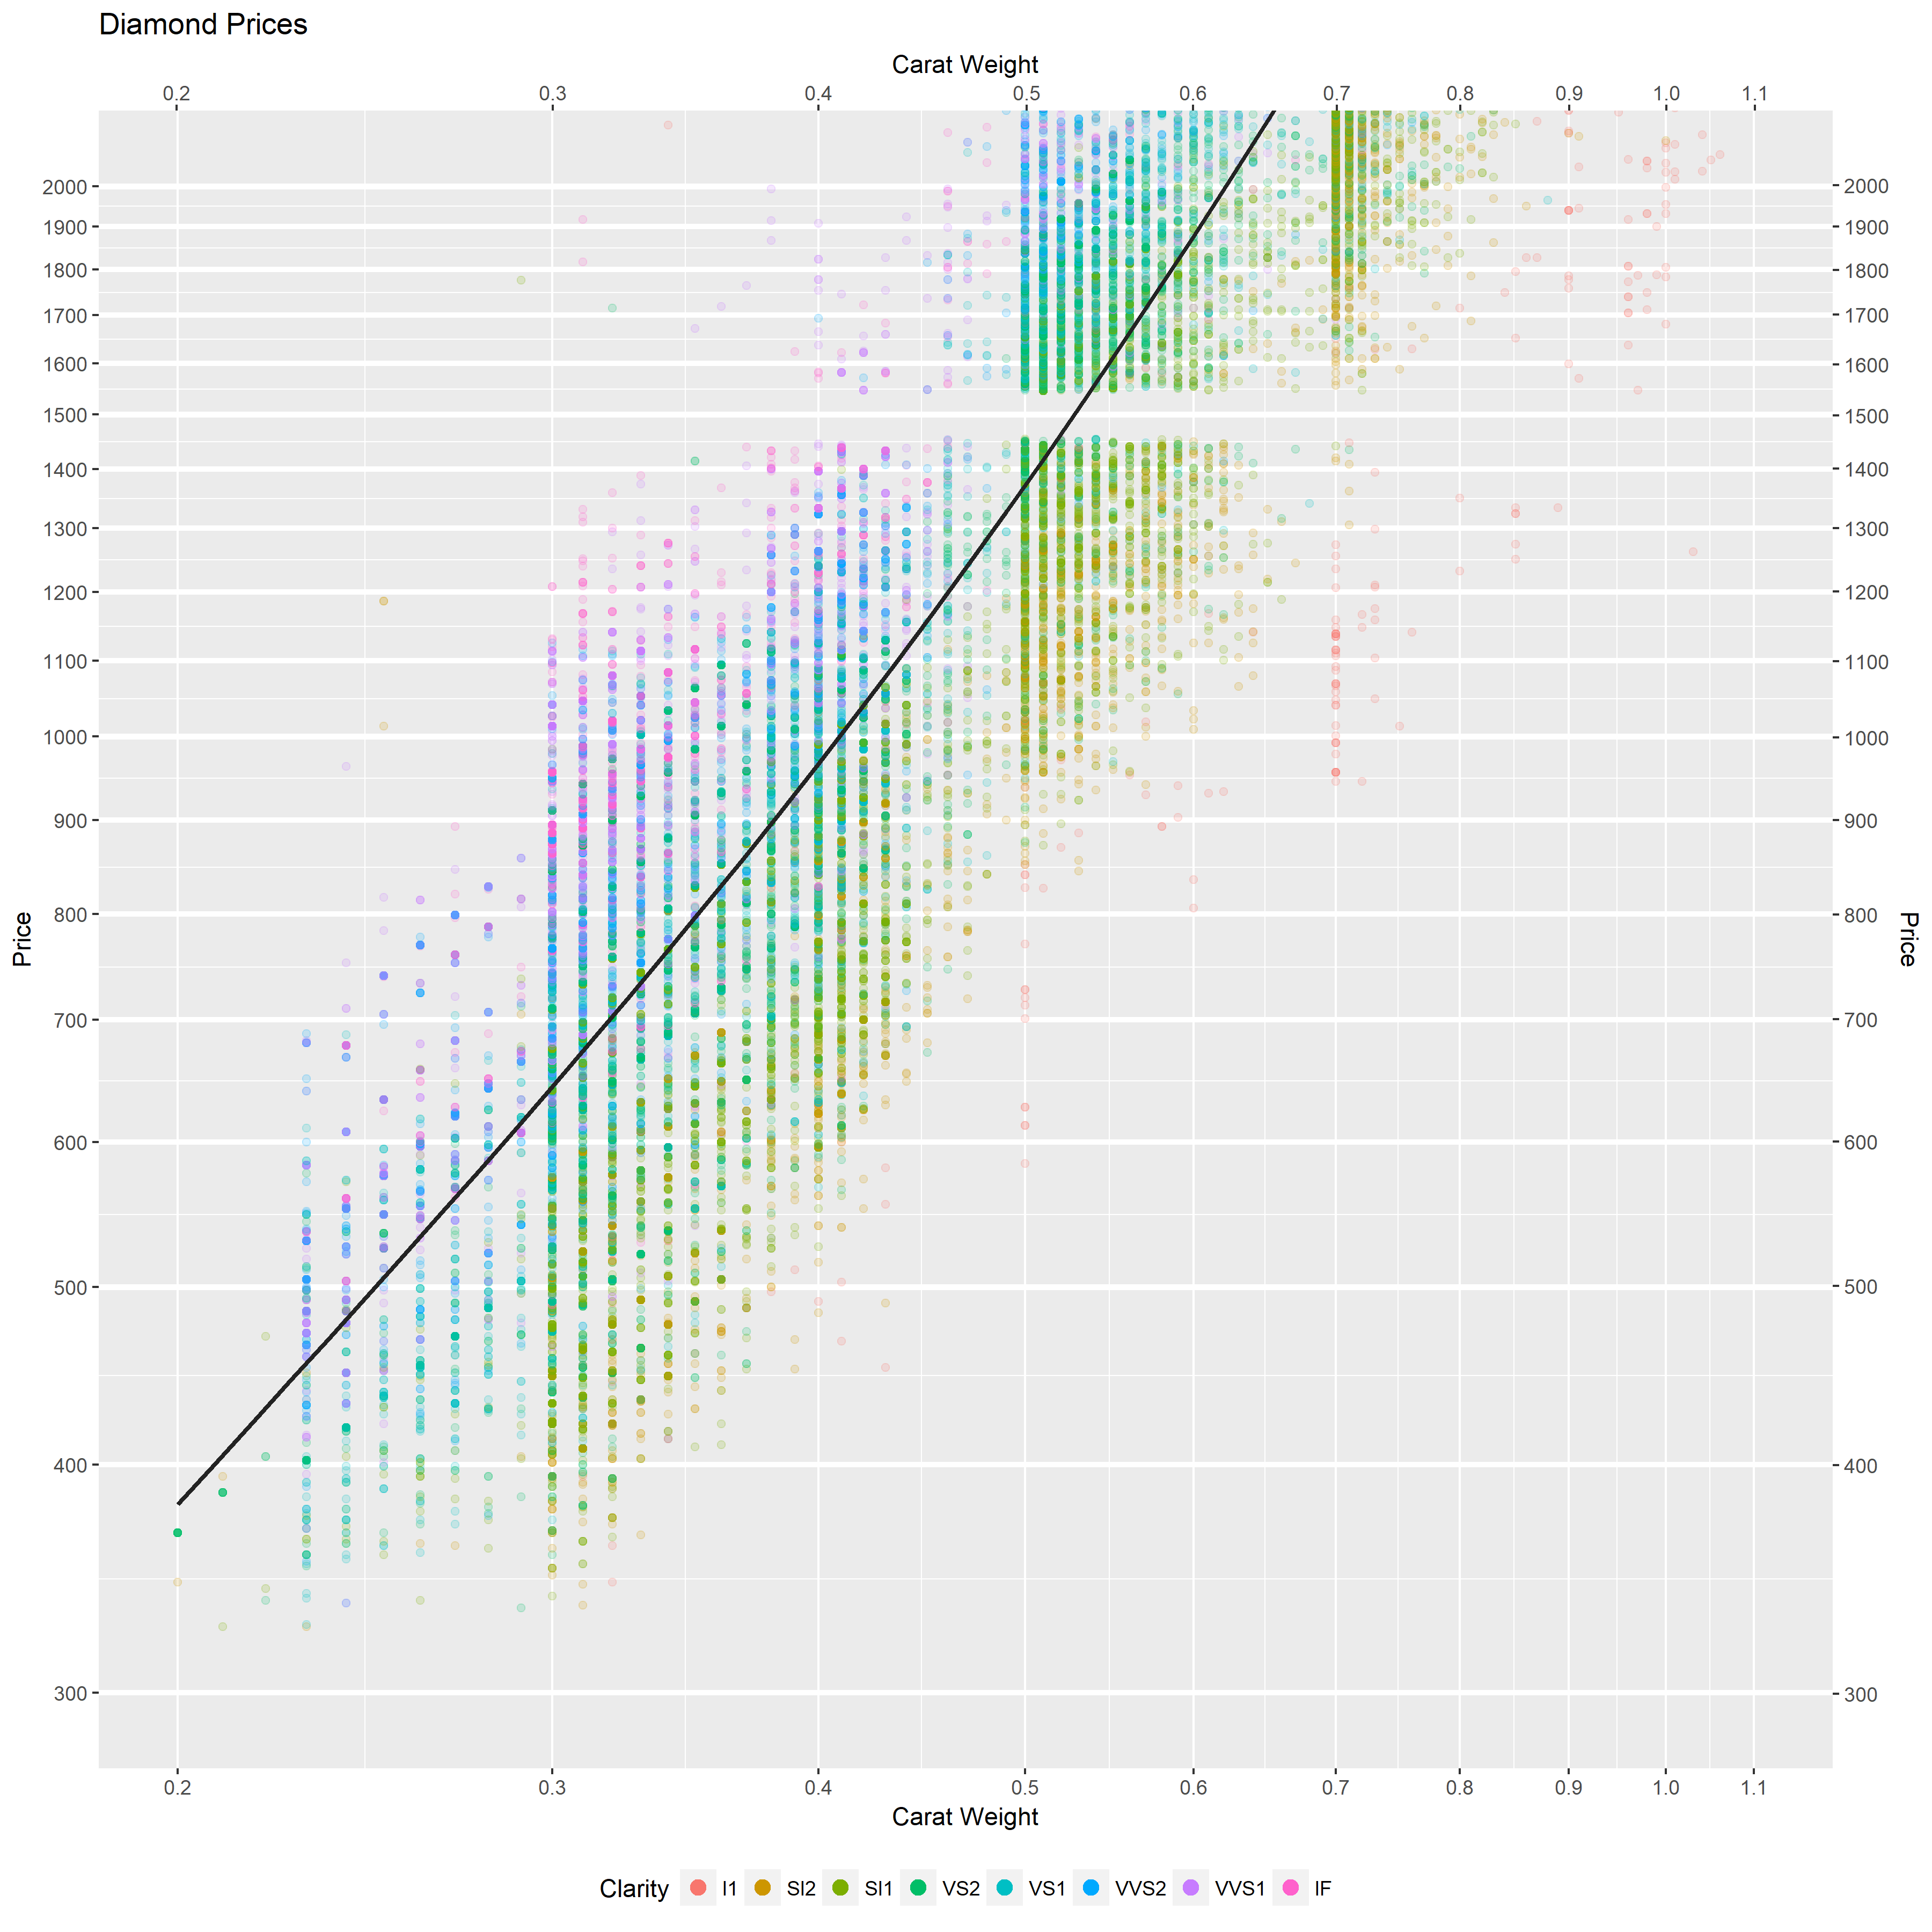 Diamond Prices
Carat Weight
0.2 0.3 0.4 0.5 0.6 0.7 0.8 0.9 1.0 1.1
2000 2000
1900 1900
1800 1800
1700 1700
1600 1600
1500 1500
1400 1400
1300 1300
1200 1200
1100 1100
1000 1000
900 900
800 800
Price Price
700 700
600 600
500 500
400 400
300 300
0.2 0.3 0.4 0.5 0.6 0.7 0.8 0.9 1.0 1.1
Carat Weight
Clarity I1 SI2 SI1 VS2 VS1 VVS2 VVS1 IF